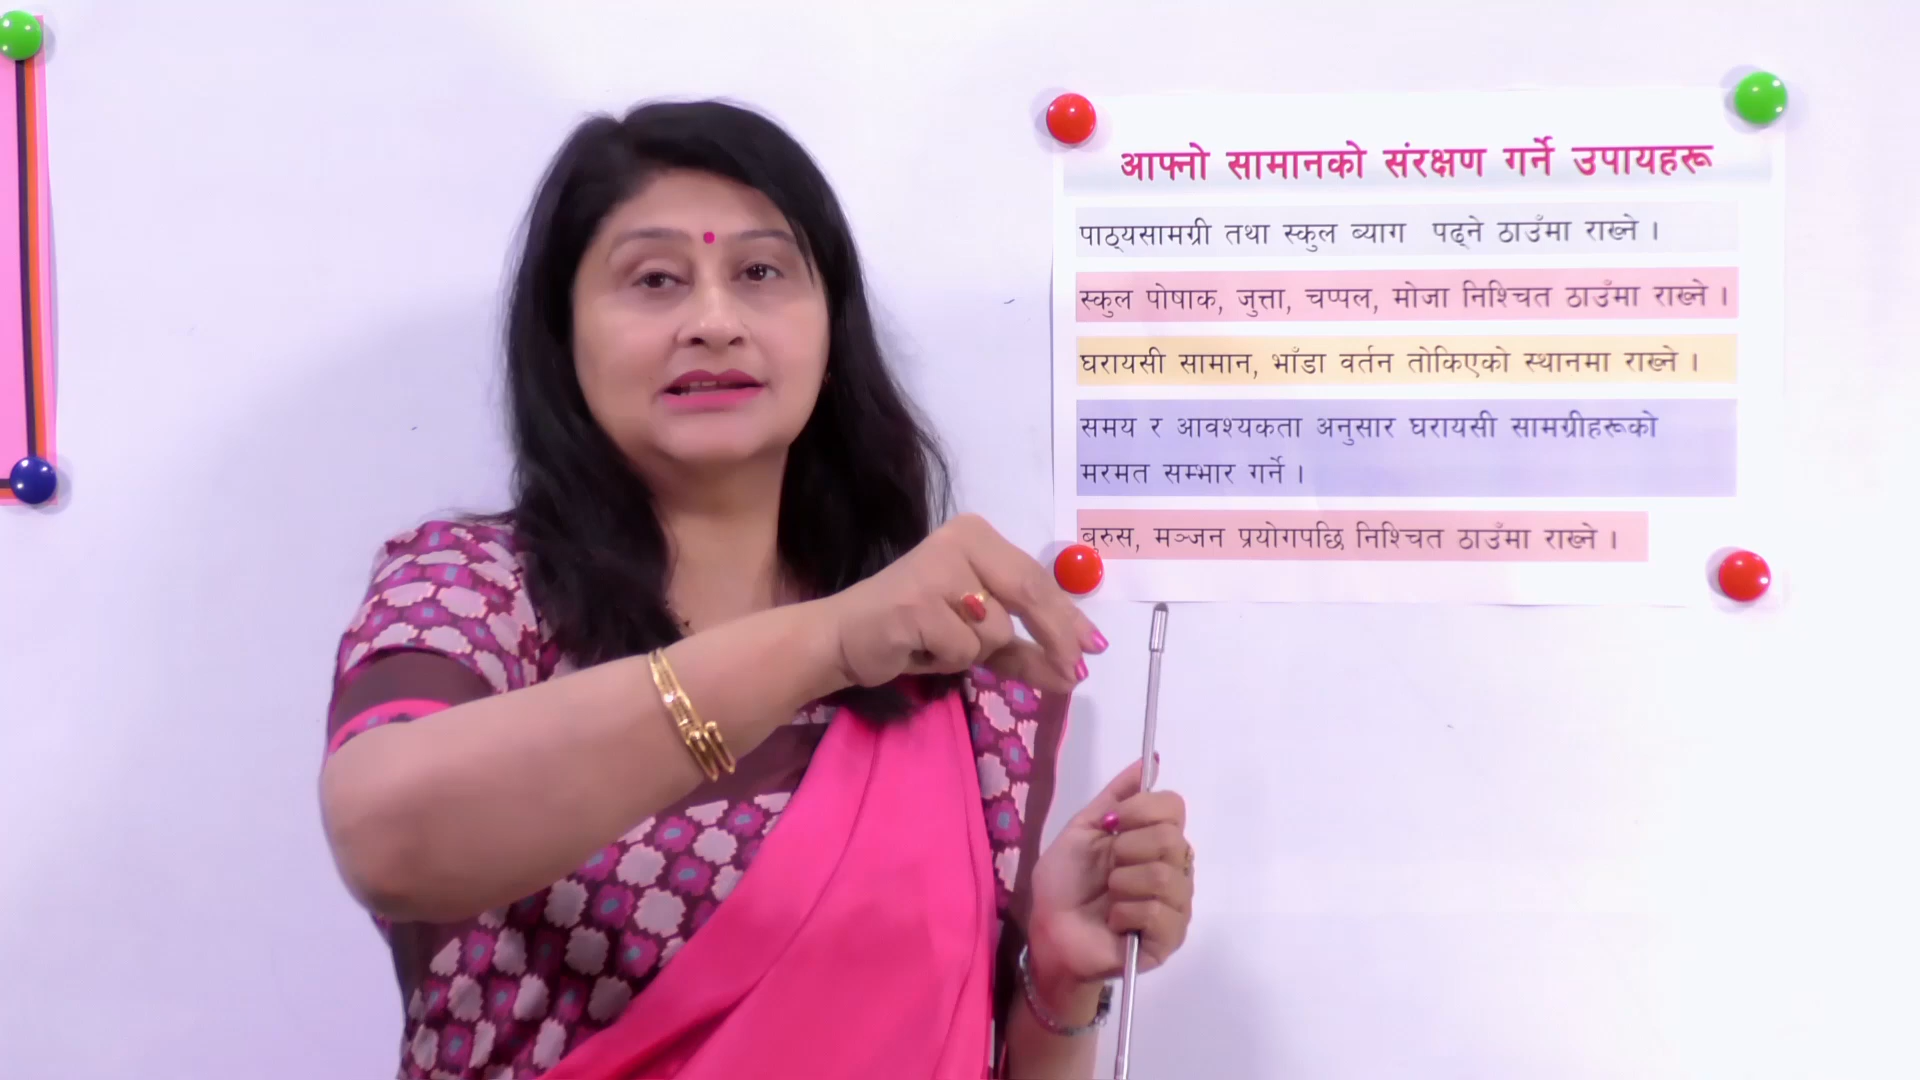 आफ्नो सामानको संरक्षण गर्ने उपायहरू
पाठ्यसामग्री तथा स्कुल ब्याग पढ्ने ठाउँमा राख्ने ।
स्कुल पोषाक, जुत्ता, चप्पल, मोजा निश्चित ठाउँमा राख्ने ।
घरायसी सामान, भाँडा वर्तन तोकिएको स्थानमा राख्ने ।
समय र आवश्यकता अनुसार घरायसी सामग्रीहरूको
मरमत सम्भार गर्ने ।
बुरुस, मञ्जन प्रयोगपछि निश्चित ठाउँमा राख्ने ।